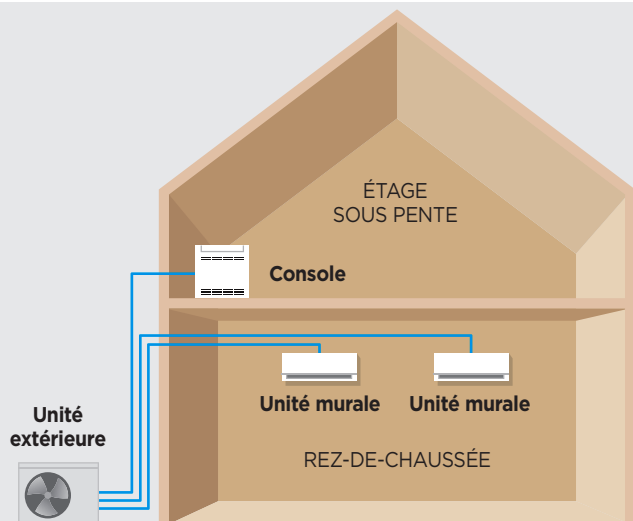 ÉTAGE
SOUS PENTE
Console
Unité murale
Unité murale
Unité
extérieure
REZ-DE-CHAUSSÉE